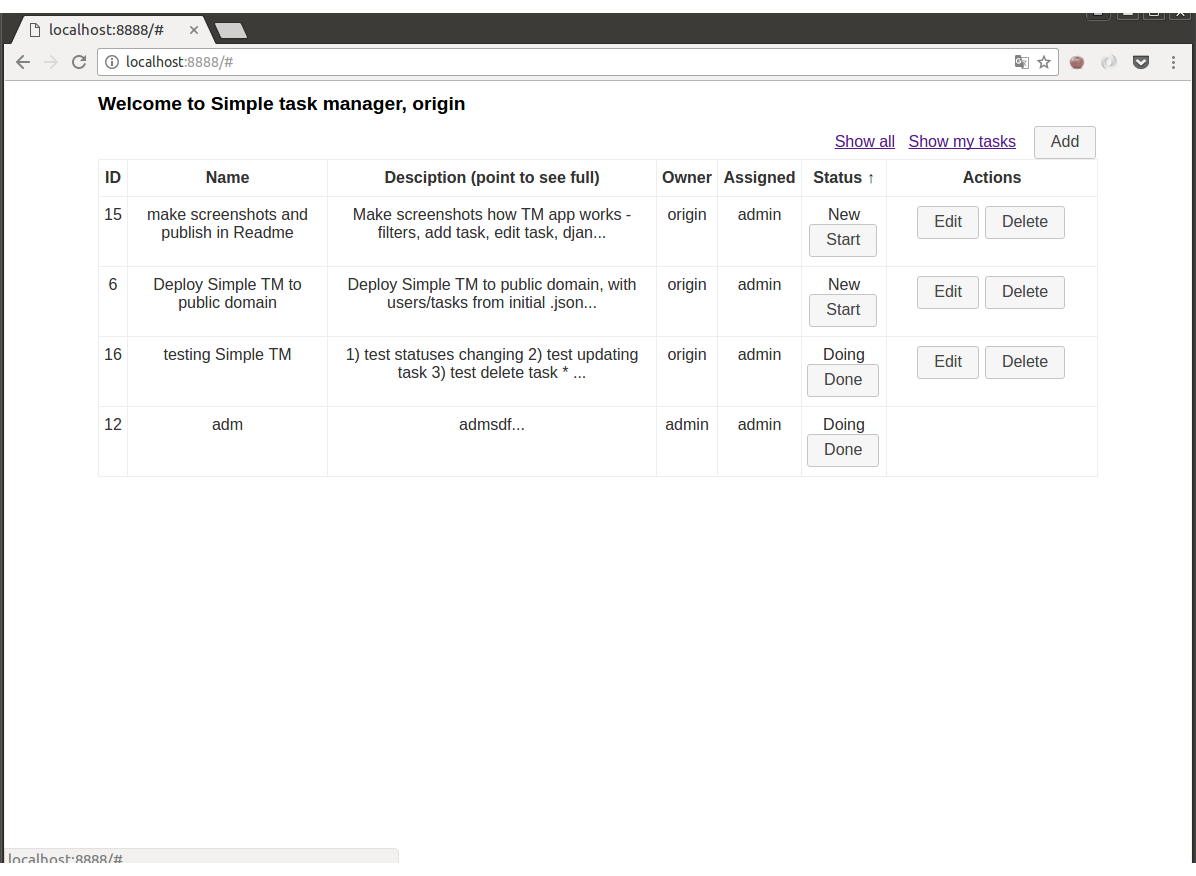 localhost:8888/#
localhost:8888/#
Welcome to Simple task manager, origin
Show all Show my tasks Add
ID Name Desciption (point to see full) Owner Assigned Status ↑ Actions
15 make screenshots and Make screenshots how TM app works - origin admin New Edit Delete
publish in Readme filters, add task, edit task, djan... Start
6 Deploy Simple TM to Deploy Simple TM to public domain, with origin admin New Edit Delete
public domain users/tasks from initial .json... Start
16 testing Simple TM 1) test statuses changing 2) test updating origin admin Doing Edit Delete
task 3) test delete task * ... Done
12 adm admsdf... admin admin Doing
Done
localhost:8888/#